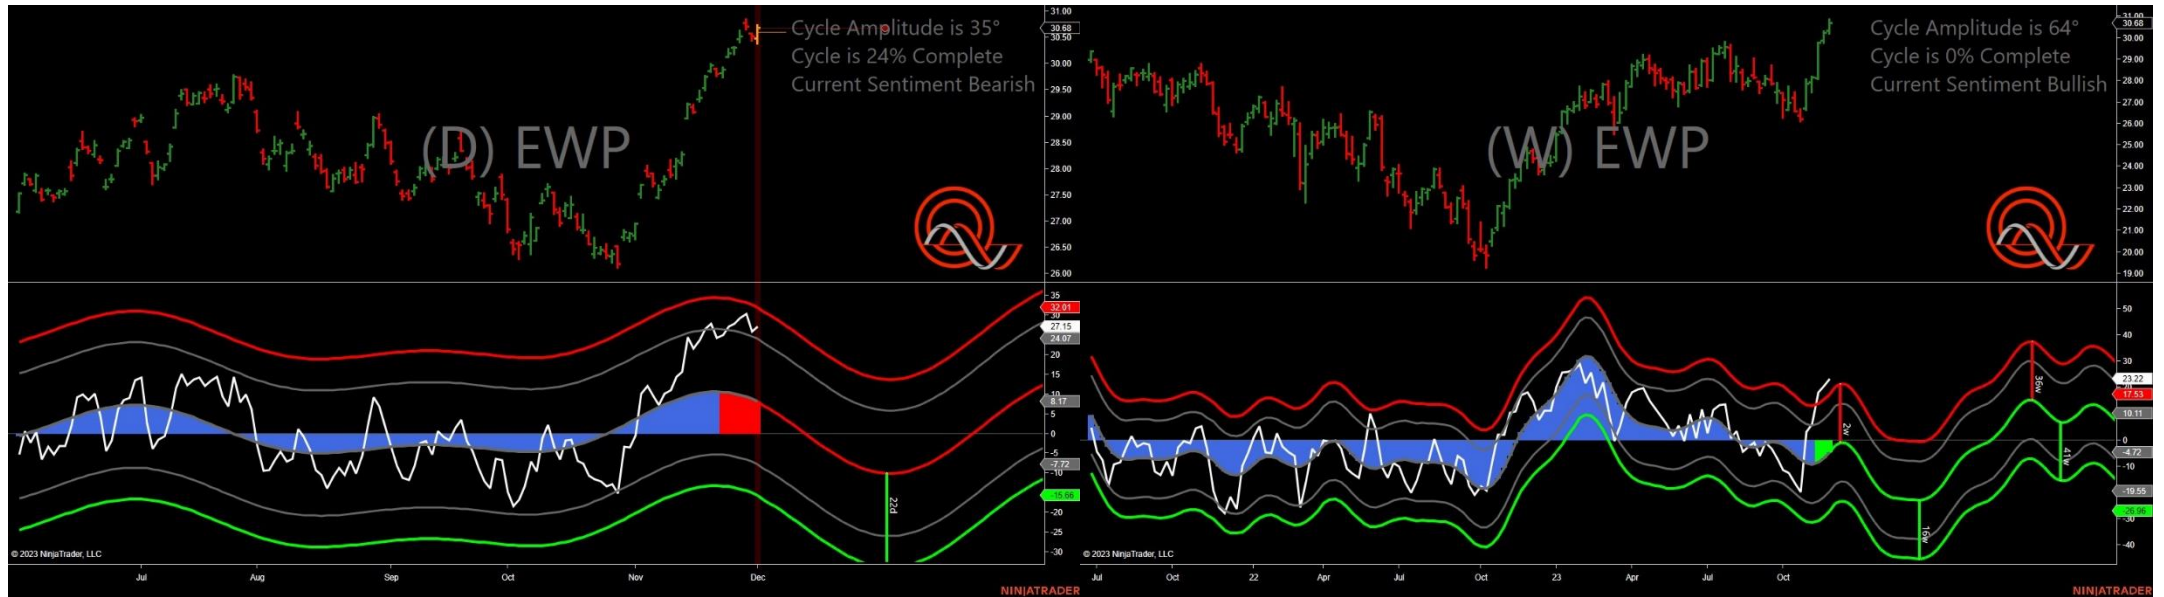 Cycle Amplitude is 35°
Cycle is 24% Complete
Current Sentiment Bearish
(D) EWP
31.00
30.68
30.50
30.00
29.50
29.00
28.50
28.00
27.50
27.00
26.50
26.00
35
32.01
30
27.15
24.07
20
15
8.17
5
0
-5
-7.72
-10
-15.66
-20
-25
-30
22d
© 2023 NinjaTrader, LLC
Jul
Aug
Sep
Oct
Nov
Dec
NINJATRADER
Cycle Amplitude is 64°
Cycle is 0% Complete
Current Sentiment Bullish
(W) EWP
31.00
30.68
30.00
29.00
28.00
27.00
26.00
25.00
24.00
23.00
22.00
21.00
20.00
19.00
50
40
30
23.22
17.53
10.11
0
-4.72
-10
-19.55
-26.96
-30
-40
2w
16w
36w
41w
© 2023 NinjaTrader, LLC
Jul
Oct
22
Apr
Jul
Oct
23
Apr
Jul
Oct
NINJATRADER